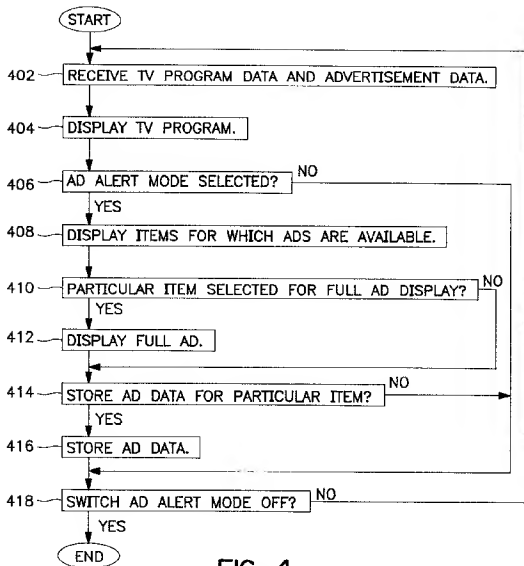 START
402 RECEIVE TV PROGRAM DATA AND ADVERTISEMENT DATA.
404 DISPLAY TV PROGRAM.
406 AD ALERT MODE SELECTED? NO
YES
408 DISPLAY ITEMS FOR WHICH ADS ARE AVAILABLE.
410 PARTICULAR ITEM SELECTED FOR FULL AD DISPLAY? NO
YES
412 DISPLAY FULL AD.
414 STORE AD DATA FOR PARTICULAR ITEM? NO
YES
416 STORE AD DATA.
418 SWITCH AD ALERT MODE OFF? NO
YES
END
FIG. 4